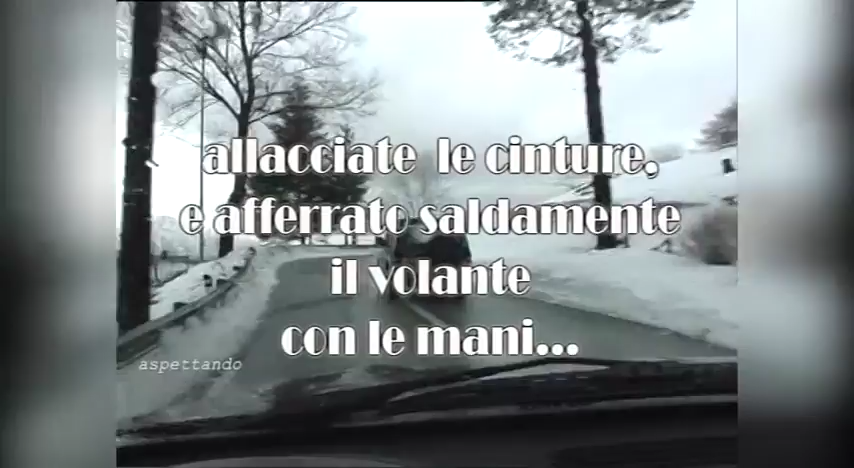 allacciate le cinture,
e afferrato saldamente
il volante
con le mani...
aspettando